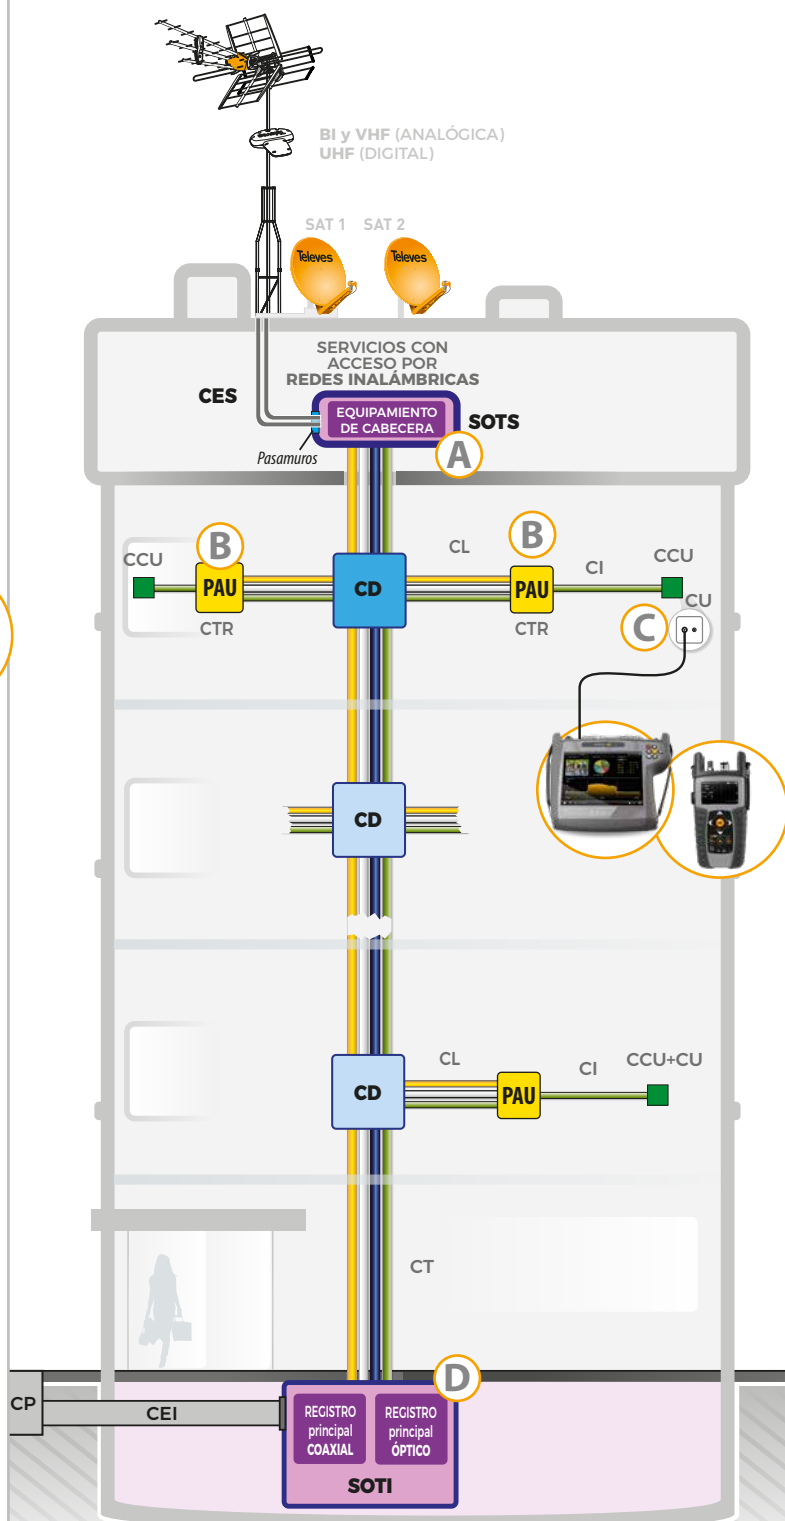 BI y VHF (ANALÓGICA)
UHF (DIGITAL)
SAT 1 SAT 2
Televes Televes
SERVICIOS CON
ACCESO POR
REDES INALÁMBRICAS
CES
EQUIPAMIENTO
DE CABECERA
SOTS
Pasamuros
A
B
B
CCU
PAU
CTR
CD
CL
PAU
CTR
CI
CCU
CU
C
CD
CD
CL
PAU
CI
CCU+CU
CT
D
CP
CEI
REGISTRO
principal
COAXIAL
REGISTRO
principal
ÓPTICO
SOTI